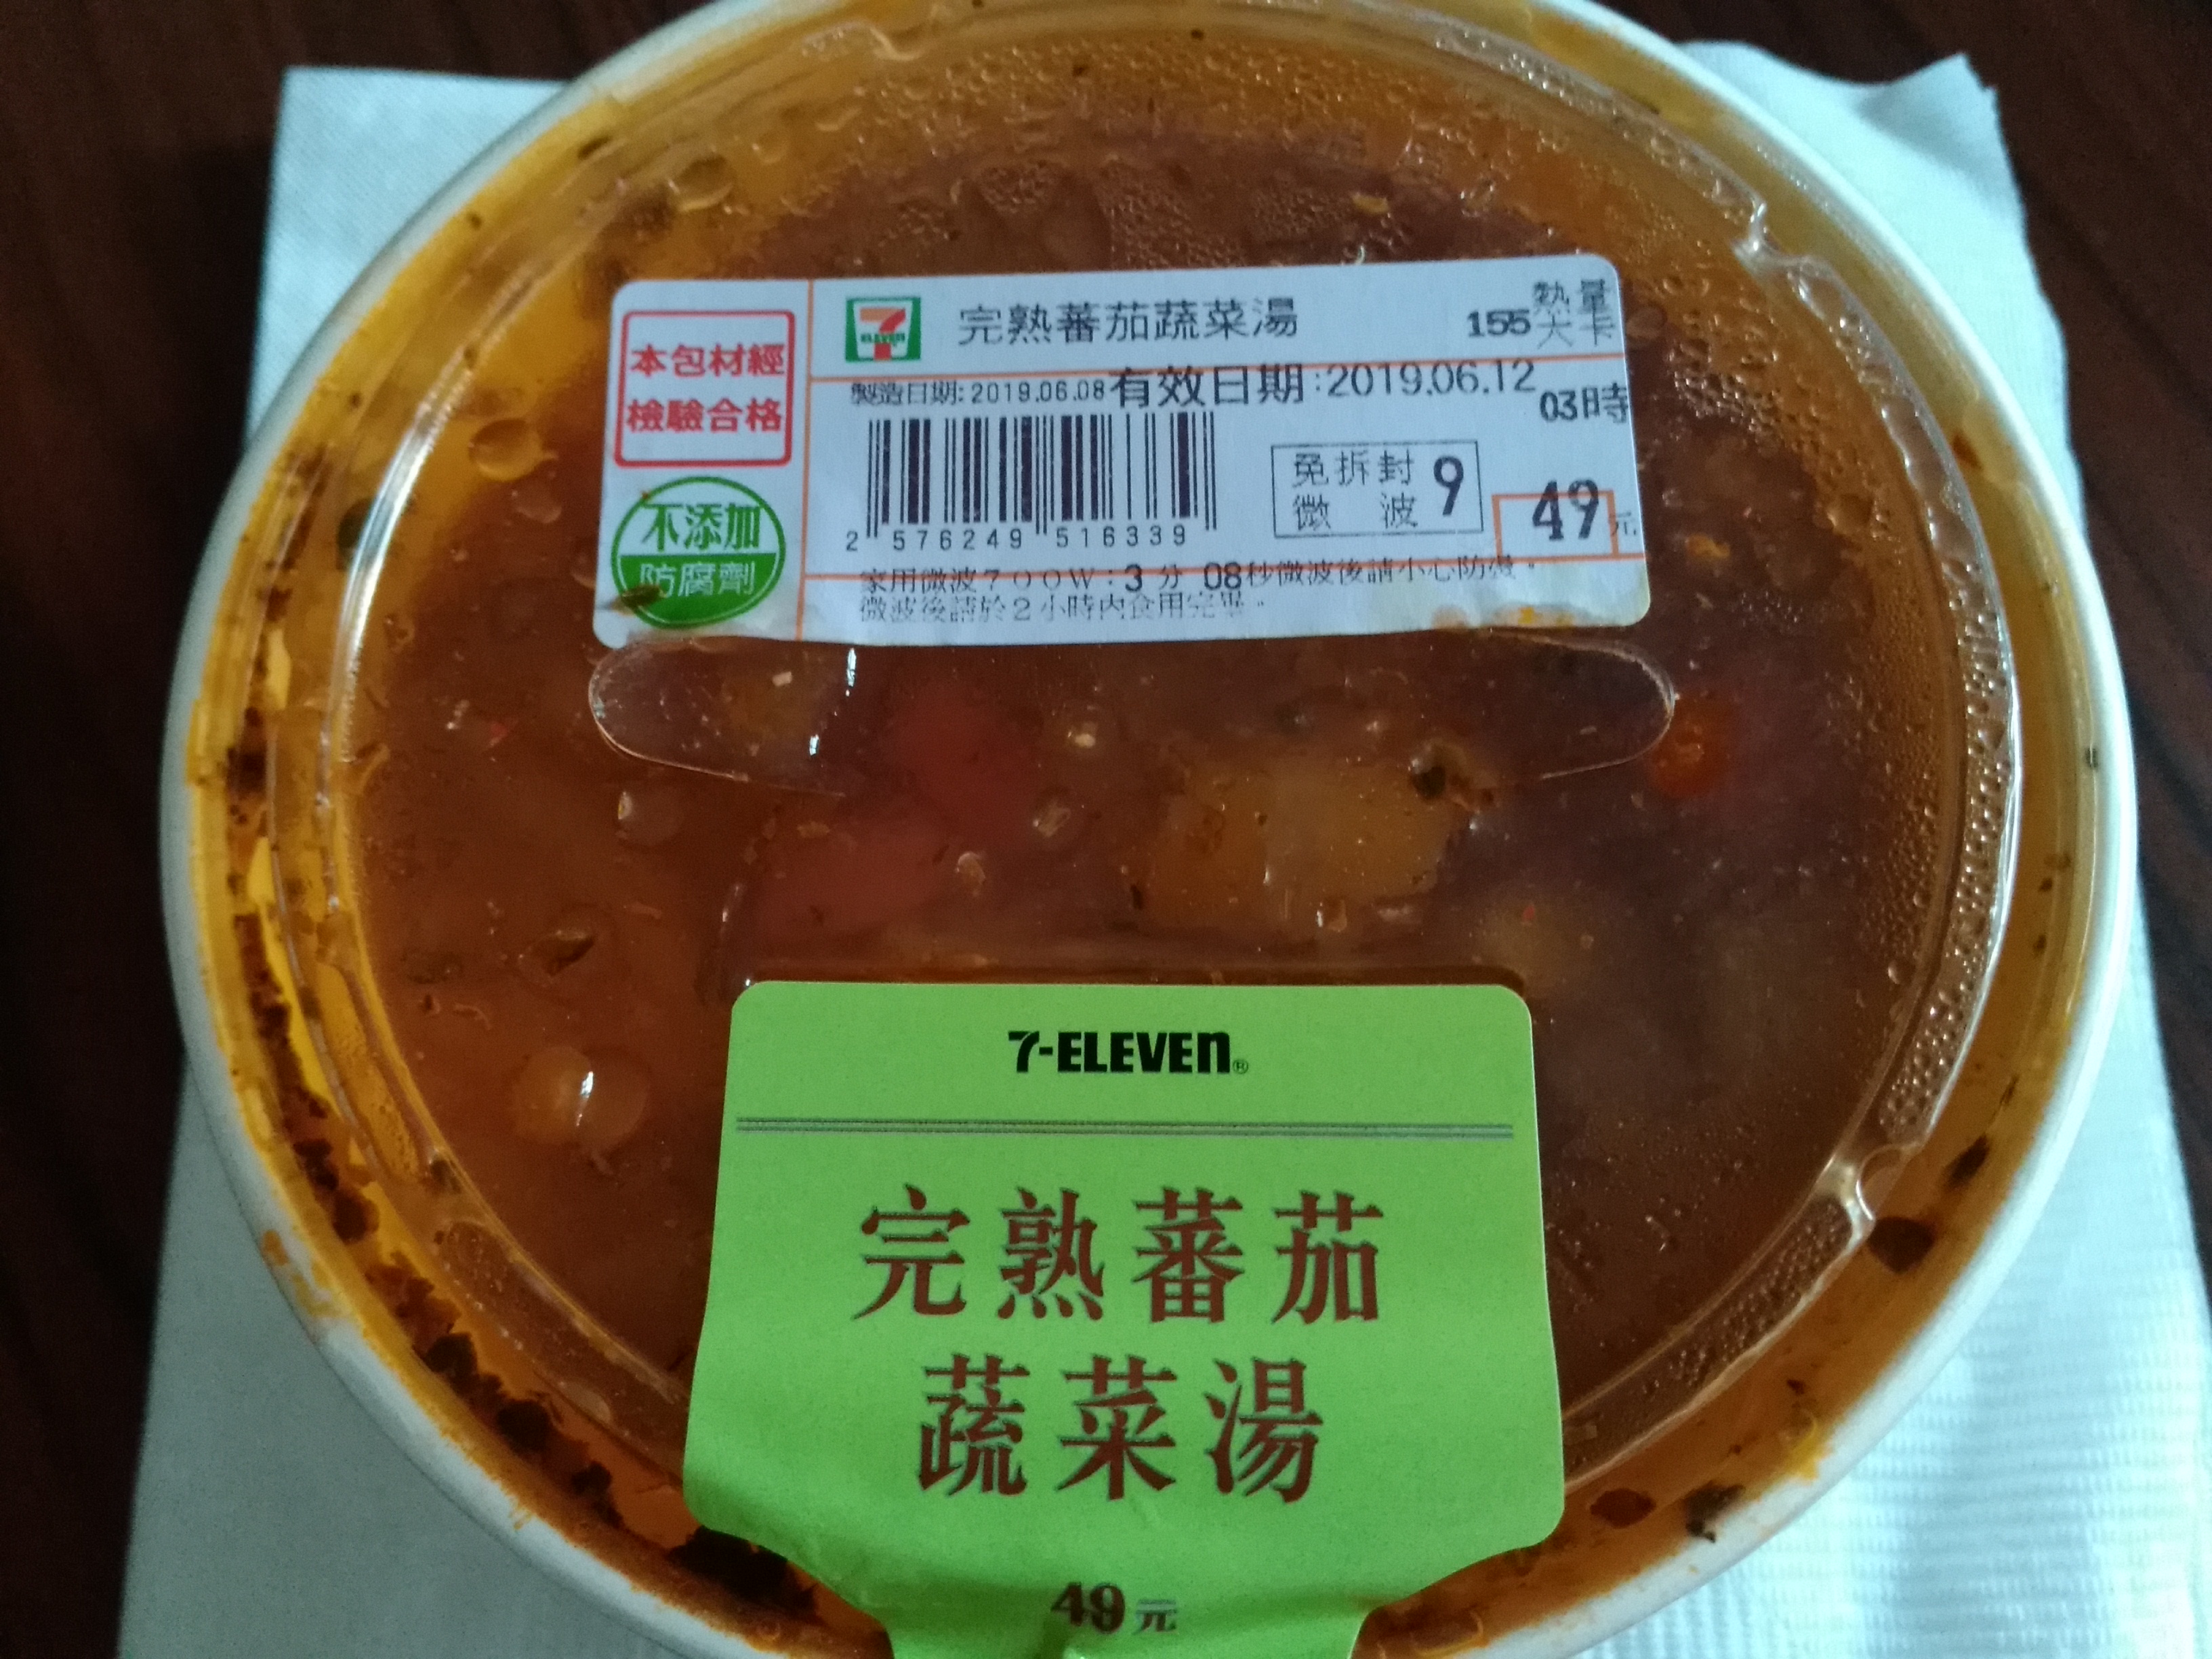 本包材經
檢驗合格
不添加
防腐劑
7
ELEVEN
完熟蕃茄蔬菜湯
155
熱量
大卡
製造日期:2019.06.08
有效日期:2019.06.12
03時
2 576249 516339
免拆封
微 波
9
49元
家用微波700W:3分 08秒微波後請小心防燙。
微波後請於2小時內食用完畢。
7-ELEVEN®
完熟蕃茄
蔬菜湯
49元